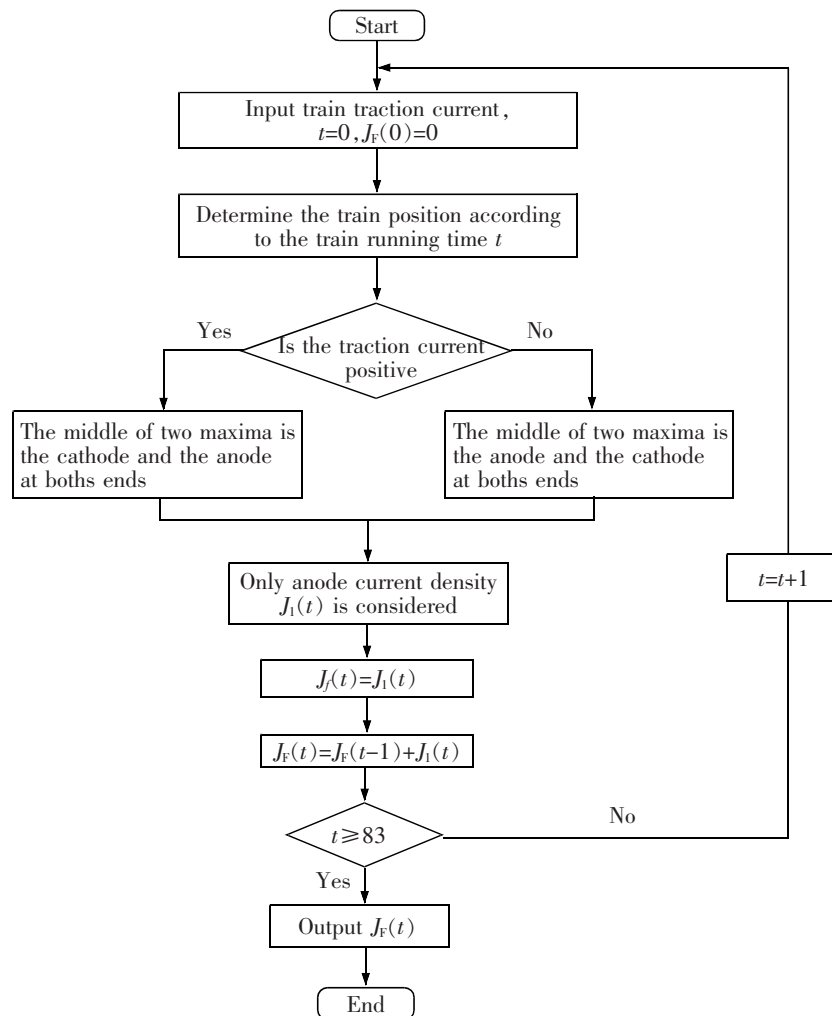 Start
Input train traction current,
t=0,J_F(0)=0
Determine the train position according
to the train running time t
Yes
No
Is the traction current
positive
The middle of two maxima is
the cathode and the anode
at boths ends
The middle of two maxima is
the anode and the cathode
at boths ends
t=t+1
Only anode current density
J_1(t) is considered
J_f(t)=J_1(t)
J_F(t)=J_F(t-1)+J_1(t)
No
t≥83
Yes
Output J_F(t)
End